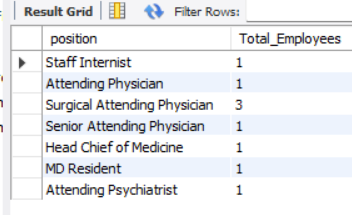 Result Grid Filter Rows:
position Total_Employees
Staff Internist 1
Attending Physician 1
Surgical Attending Physician 3
Senior Attending Physician 1
Head Chief of Medicine 1
MD Resident 1
Attending Psychiatrist 1